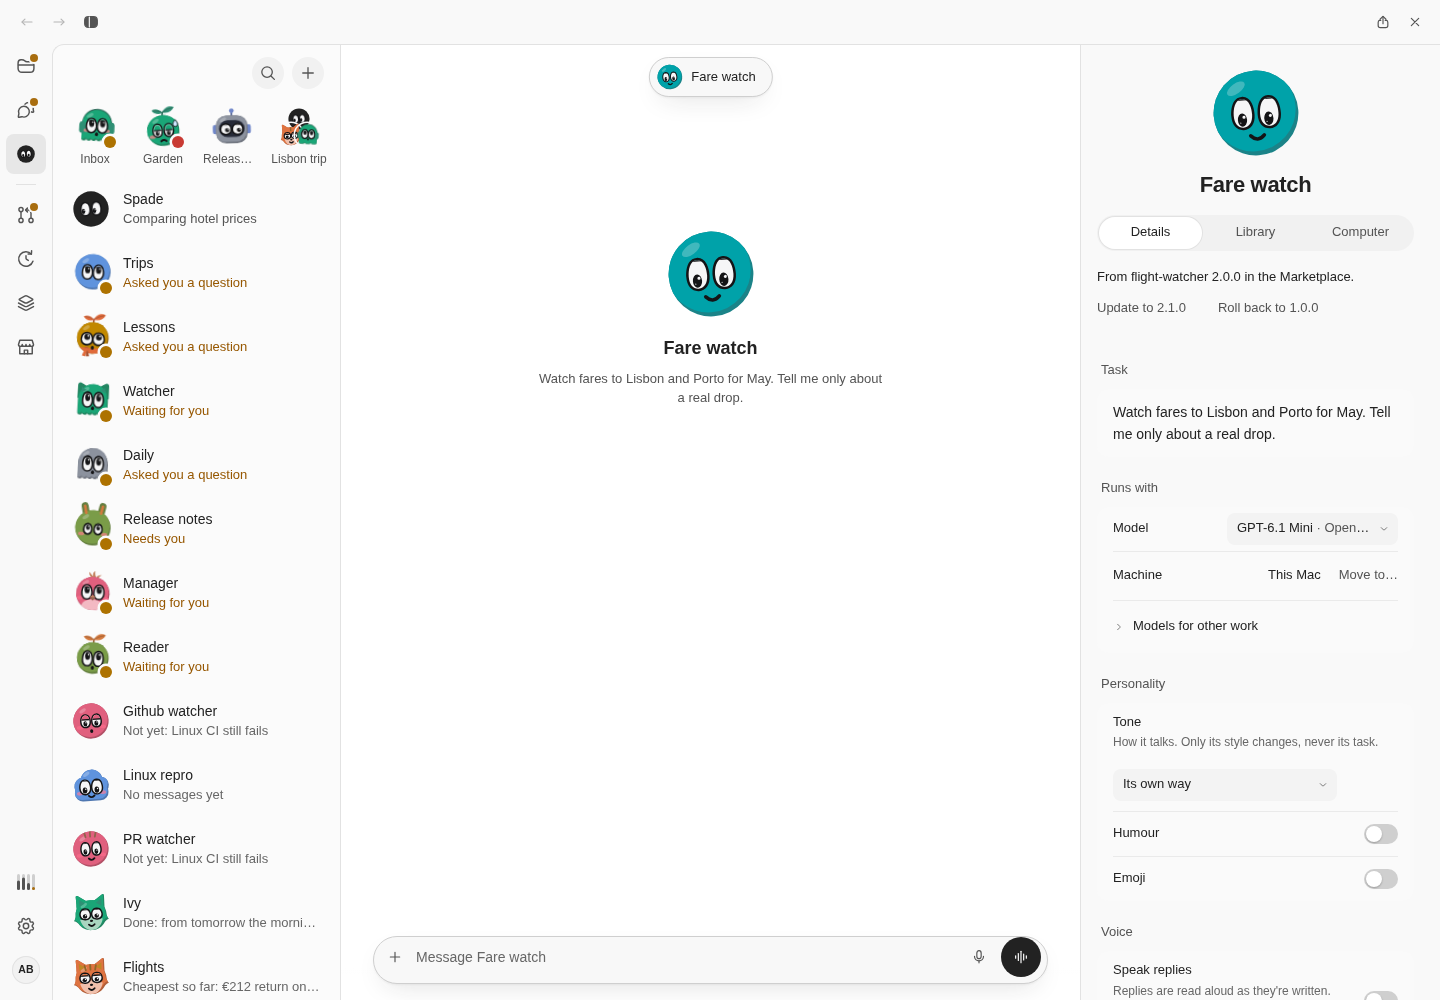 Inbox
Garden
Releas…
Lisbon trip
Spade
Comparing hotel prices
Trips
Asked you a question
Lessons
Asked you a question
Watcher
Waiting for you
Daily
Asked you a question
Release notes
Needs you
Manager
Waiting for you
Reader
Waiting for you
Github watcher
Not yet: Linux CI still fails
Linux repro
No messages yet
PR watcher
Not yet: Linux CI still fails
Ivy
Done: from tomorrow the morni…
Flights
Cheapest so far: €212 return on…
AB
Fare watch
Fare watch
Watch fares to Lisbon and Porto for May. Tell me only about
a real drop.
Message Fare watch
Fare watch
Details
Library
Computer
From flight-watcher 2.0.0 in the Marketplace.
Update to 2.1.0
Roll back to 1.0.0
Task
Watch fares to Lisbon and Porto for May. Tell
me only about a real drop.
Runs with
Model
GPT-6.1 Mini · Open…
Machine
This Mac
Move to…
Models for other work
Personality
Tone
How it talks. Only its style changes, never its task.
Its own way
Humour
Emoji
Voice
Speak replies
Replies are read aloud as they're written.